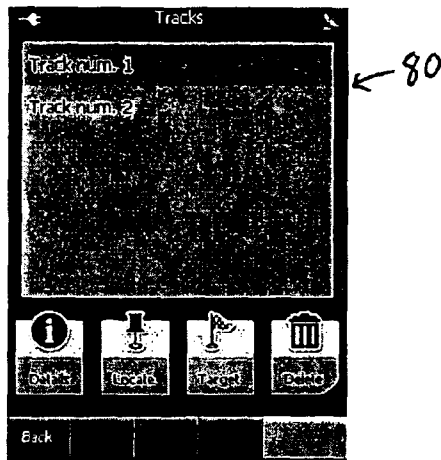 Tracks
Track num. 1
80
Track num. 2
Details Locate Target Delete
Back